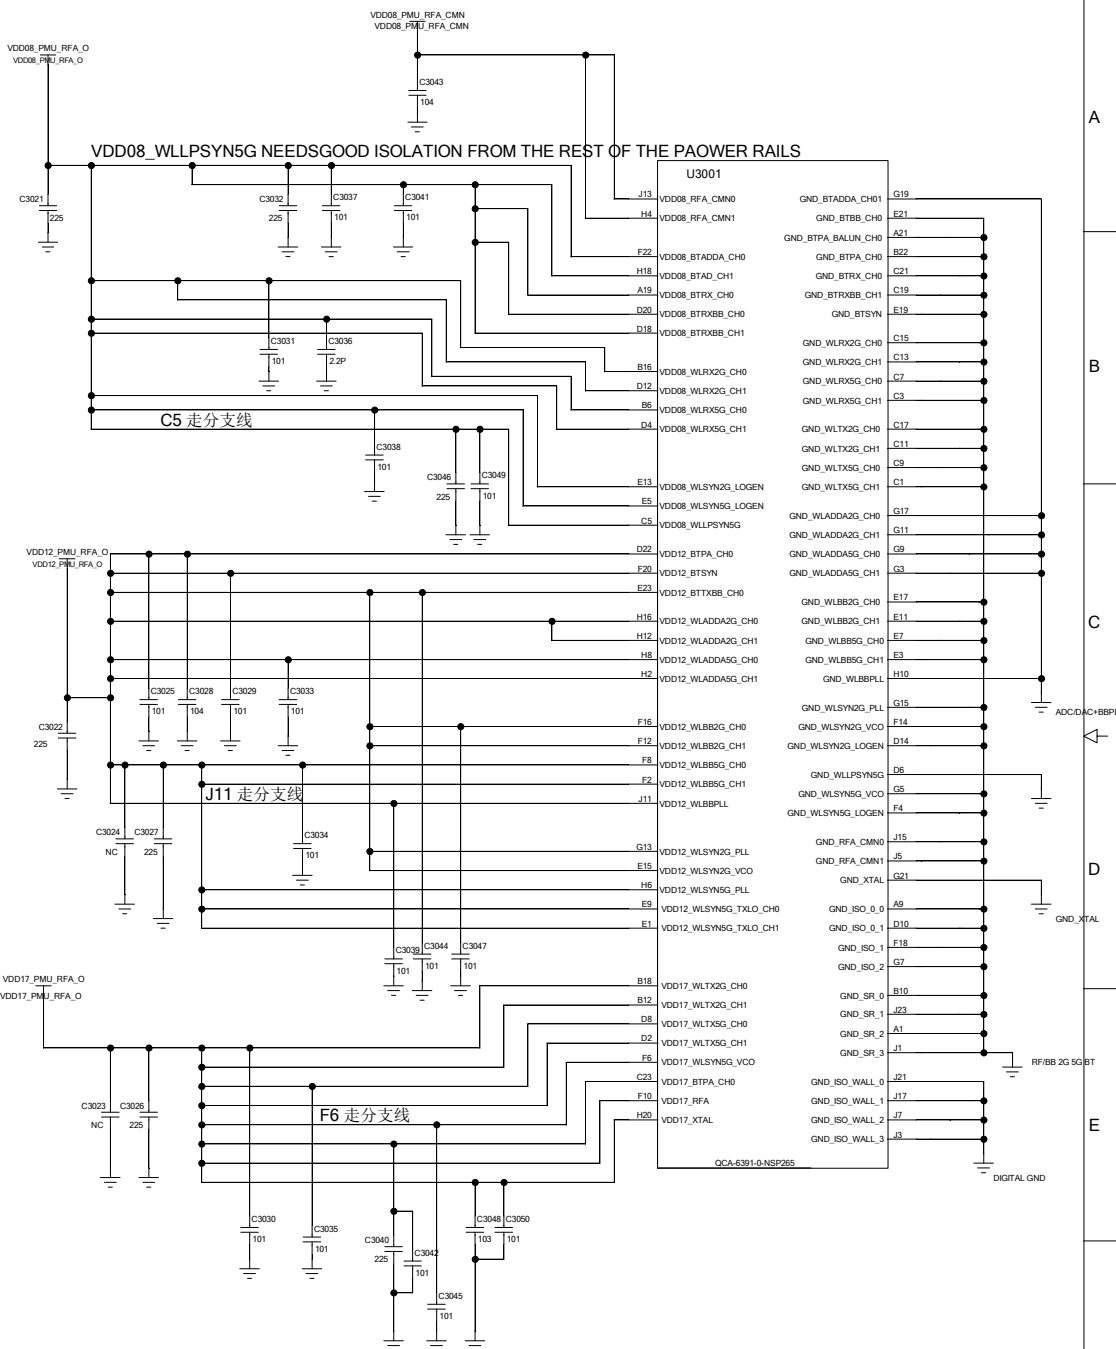 VDD08_PMU_RFA_CMN
VDD08_PMU_RFA_CMN
VDD08_PMU_RFA_O
VDD08_PMU_RFA_O
C3043
104
A
VDD08_WLLPSYN5G NEEDSGOOD ISOLATION FROM THE REST OF THE PAOWER RAILS
U3001
C3021
225
C3032
225
C3037
101
C3041
101
J13 VDD08_RFA_CMN0
H4 VDD08_RFA_CMN1
F22 VDD08_BTADDA_CH0
H18 VDD08_BTAD_CH1
A19 VDD08_BTRX_CH0
D20 VDD08_BTRXBB_CH0
D18 VDD08_BTRXBB_CH1
B16 VDD08_WLRX2G_CH0
D12 VDD08_WLRX2G_CH1
B6 VDD08_WLRX5G_CH0
D4 VDD08_WLRX5G_CH1
E13 VDD08_WLSYN2G_LOGEN
E5 VDD08_WLSYN5G_LOGEN
C5 VDD08_WLLPSYN5G
D22 VDD12_BTPA_CH0
F20 VDD12_BTSYN
E23 VDD12_BTTXBB_CH0
H16 VDD12_WLADDA2G_CH0
H12 VDD12_WLADDA2G_CH1
H8 VDD12_WLADDA5G_CH0
H2 VDD12_WLADDA5G_CH1
F16 VDD12_WLBB2G_CH0
F12 VDD12_WLBB2G_CH1
F8 VDD12_WLBB5G_CH0
F2 VDD12_WLBB5G_CH1
J11 VDD12_WLBBPLL
G13 VDD12_WLSYN2G_PLL
E15 VDD12_WLSYN2G_VCO
H6 VDD12_WLSYN5G_PLL
E9 VDD12_WLSYN5G_TXLO_CH0
E1 VDD12_WLSYN5G_TXLO_CH1
B18 VDD17_WLTX2G_CH0
B12 VDD17_WLTX2G_CH1
D8 VDD17_WLTX5G_CH0
D2 VDD17_WLTX5G_CH1
F6 VDD17_WLSYN5G_VCO
C23 VDD17_BTPA_CH0
F10 VDD17_RFA
H20 VDD17_XTAL
GND_BTADDA_CH01 G19
GND_BTBB_CH0 E21
GND_BTPA_BALUN_CH0 A21
GND_BTPA_CH0 B22
GND_BTRX_CH0 C21
GND_BTRXBB_CH1 C19
GND_BTSYN E19
GND_WLRX2G_CH0 C15
GND_WLRX2G_CH1 C13
GND_WLRX5G_CH0 C7
GND_WLRX5G_CH1 C3
GND_WLTX2G_CH0 C17
GND_WLTX2G_CH1 C11
GND_WLTX5G_CH0 C9
GND_WLTX5G_CH1 C1
GND_WLADDA2G_CH0 G17
GND_WLADDA2G_CH1 G11
GND_WLADDA5G_CH0 G9
GND_WLADDA5G_CH1 G3
GND_WLBB2G_CH0 E17
GND_WLBB2G_CH1 E11
GND_WLBB5G_CH0 E7
GND_WLBB5G_CH1 E3
GND_WLBBPLL H10
GND_WLSYN2G_PLL G15
GND_WLSYN2G_VCO F14
GND_WLSYN2G_LOGEN D14
GND_WLLPSYN5G D6
GND_WLSYN5G_VCO G5
GND_WLSYN5G_LOGEN F4
GND_RFA_CMN0 J15
GND_RFA_CMN1 J5
GND_XTAL G21
GND_ISO_0_0 A9
GND_ISO_0_1 D10
GND_ISO_1 F18
GND_ISO_2 G7
GND_SR_0 B10
GND_SR_1 J23
GND_SR_2 A1
GND_SR_3 J1
GND_ISO_WALL_0 J21
GND_ISO_WALL_1 J17
GND_ISO_WALL_2 J7
GND_ISO_WALL_3 J3
QCA-6391-0-NSP265
C3031
101
C3036
2.2P
B
C5 走分支线
C3038
101
C3046
225
C3049
101
VDD12_PMU_RFA_O
VDD12_PMU_RFA_O
C
C3025
101
C3028
104
C3029
101
C3033
101
C3022
225
ADC/DAC+BBPl
J11 走分支线
C3024
NC
C3027
225
C3034
101
D
GND_XTAL
C3039
101
C3044
101
C3047
101
VDD17_PMU_RFA_O
VDD17_PMU_RFA_O
RF/BB 2G 5G BT
C3023
NC
C3026
225
F6 走分支线
E
DIGITAL GND
C3030
101
C3035
101
C3040
225
C3042
101
C3048
103
C3050
101
C3045
101